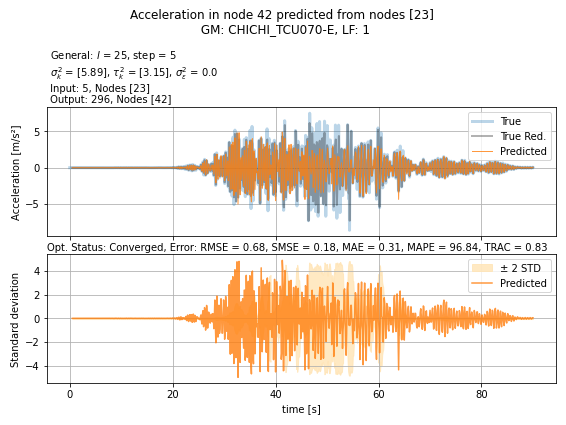 Acceleration in node 42 predicted from nodes [23]
GM: CHICHI_TCU070-E, LF: 1
General: l = 25, step = 5
σ²ₖ = [5.89], τ²ₖ = [3.15], σ²ε = 0.0
Input: 5, Nodes [23]
Output: 296, Nodes [42]
Acceleration [m/s²]
5
0
−5
True
True Red.
Predicted
Opt. Status: Converged, Error: RMSE = 0.68, SMSE = 0.18, MAE = 0.31, MAPE = 96.84, TRAC = 0.83
Standard deviation
4
2
0
−2
−4
± 2 STD
Predicted
0 20 40 60 80
time [s]